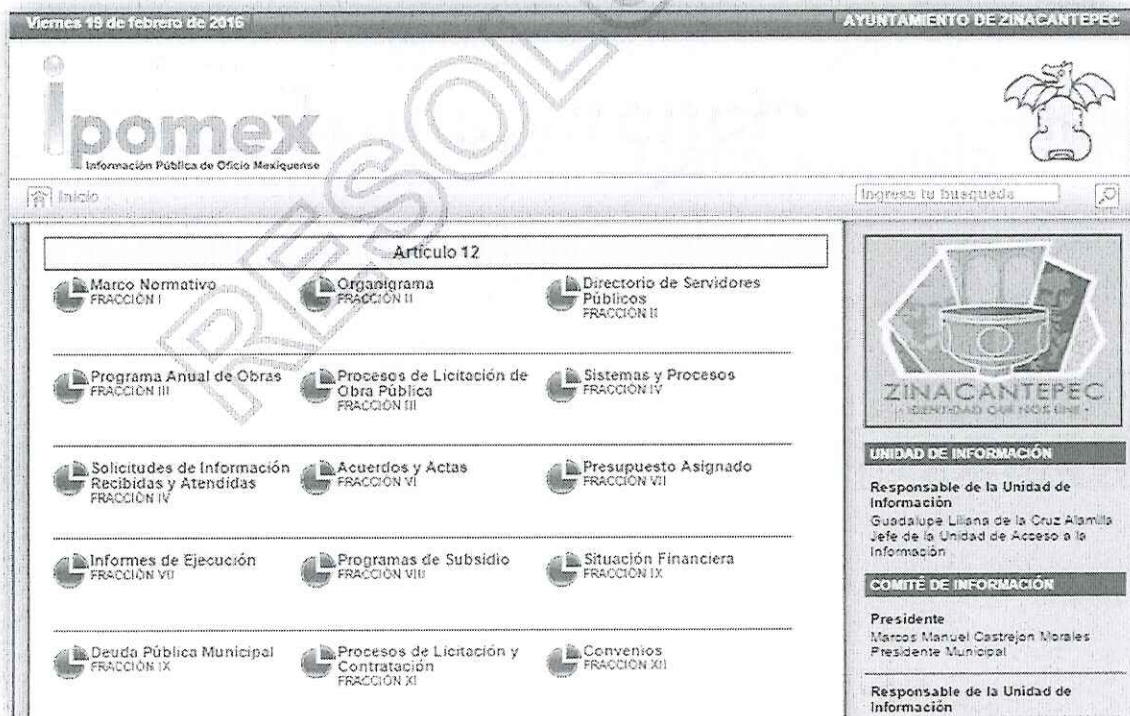 Viernes 19 de febrero de 2016
AYUNTAMIENTO DE ZINACANTEPEC
ipomex
Información Pública de Oficio Mexiquense
Inicio
Ingresa tu busqueda
Artículo 12
Marco Normativo
FRACCIÓN I
Organigrama
FRACCIÓN II
Directorio de Servidores
Públicos
FRACCIÓN II
Programa Anual de Obras
FRACCIÓN III
Procesos de Licitación de
Obra Pública
FRACCIÓN III
Sistemas y Procesos
FRACCIÓN IV
Solicitudes de Información
Recibidas y Atendidas
FRACCIÓN IV
Acuerdos y Actas
FRACCIÓN VI
Presupuesto Asignado
FRACCIÓN VII
Informes de Ejecución
FRACCIÓN VII
Programas de Subsidio
FRACCIÓN VIII
Situación Financiera
FRACCIÓN IX
Deuda Pública Municipal
FRACCIÓN IX
Procesos de Licitación y
Contratación
FRACCIÓN XI
Convenios
FRACCIÓN XII
ZINACANTEPEC
- IDENTIDAD QUE NOS UNE -
UNIDAD DE INFORMACIÓN
Responsable de la Unidad de
Información
Guadalupe Liliana de la Cruz Alamilla
Jefe de la Unidad de Acceso a la
Información
COMITÉ DE INFORMACIÓN
Presidente
Marcos Manuel Castrejon Morales
Presidente Municipal
Responsable de la Unidad de
Información